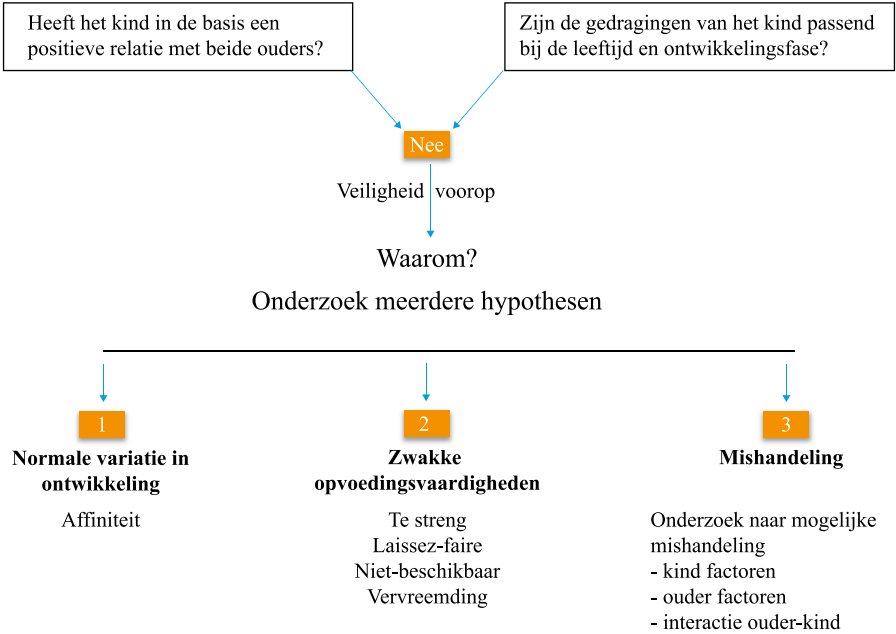 Heeft het kind in de basis een
positieve relatie met beide ouders?
Zijn de gedragingen van het kind passend
bij de leeftijd en ontwikkelingsfase?
Nee
Veiligheid voorop
Waarom?
Onderzoek meerdere hypothesen
1
Normale variatie in
ontwikkeling
Affiniteit
2
Zwakke
opvoedingsvaardigheden
Te streng
Laissez-faire
Niet-beschikbaar
Vervreemding
3
Mishandeling
Onderzoek naar mogelijke
mishandeling
- kind factoren
- ouder factoren
- interactie ouder-kind